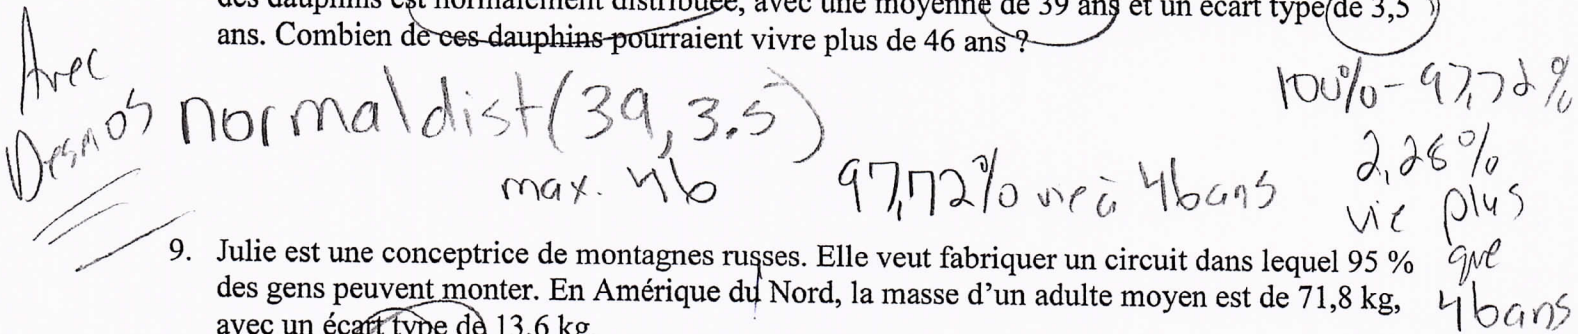 des dauphins est normalement distribuée, avec une moyenne de 39 ans et un écart type de 3,5
ans. Combien de ces dauphins pourraient vivre plus de 46 ans ?
Avec
Desmos
normaldist(39, 3.5)
max. 46
97,72% vie à 46 ans
100% - 97,72%
2,28%
vie plus
que
46ans
9. Julie est une conceptrice de montagnes russes. Elle veut fabriquer un circuit dans lequel 95 %
des gens peuvent monter. En Amérique du Nord, la masse d’un adulte moyen est de 71,8 kg,
avec un écart type de 13,6 kg